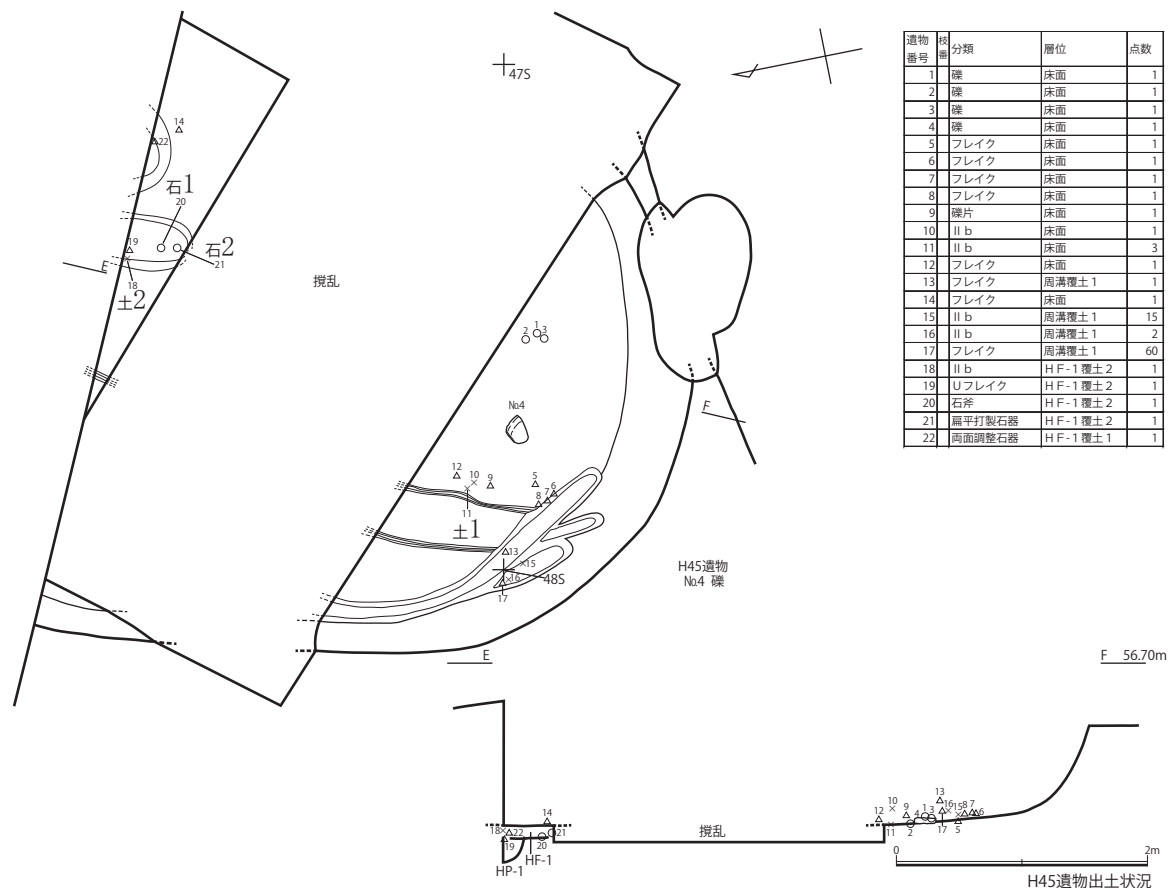 47S
14
22
石1
20
石2
21
19
E
18
土2
撹乱
1
2
3
№4
F
12
10
9
5
6
7
8
11
土1
13
15
16
48S
17
H45遺物
№4 礫
遺物番号 枝番 分類 層位 点数
1 礫 床面 1
2 礫 床面 1
3 礫 床面 1
4 礫 床面 1
5 フレイク 床面 1
6 フレイク 床面 1
7 フレイク 床面 1
8 フレイク 床面 1
9 礫片 床面 1
10 Ⅱb 床面 1
11 Ⅱb 床面 3
12 フレイク 床面 1
13 フレイク 周溝覆土1 1
14 フレイク 床面 1
15 Ⅱb 周溝覆土1 15
16 Ⅱb 周溝覆土1 2
17 フレイク 周溝覆土1 60
18 Ⅱb HF-1覆土2 1
19 Uフレイク HF-1覆土2 1
20 石斧 HF-1覆土2 1
21 扁平打製石器 HF-1覆土2 1
22 両面調整石器 HF-1覆土1 1
E
F 56.70m
14
18
22
21
19
20
HF-1
HP-1
撹乱
13
10
16
15
8
7
6
12
9
4
1
3
11
2
17
5
0
2m
H45遺物出土状況